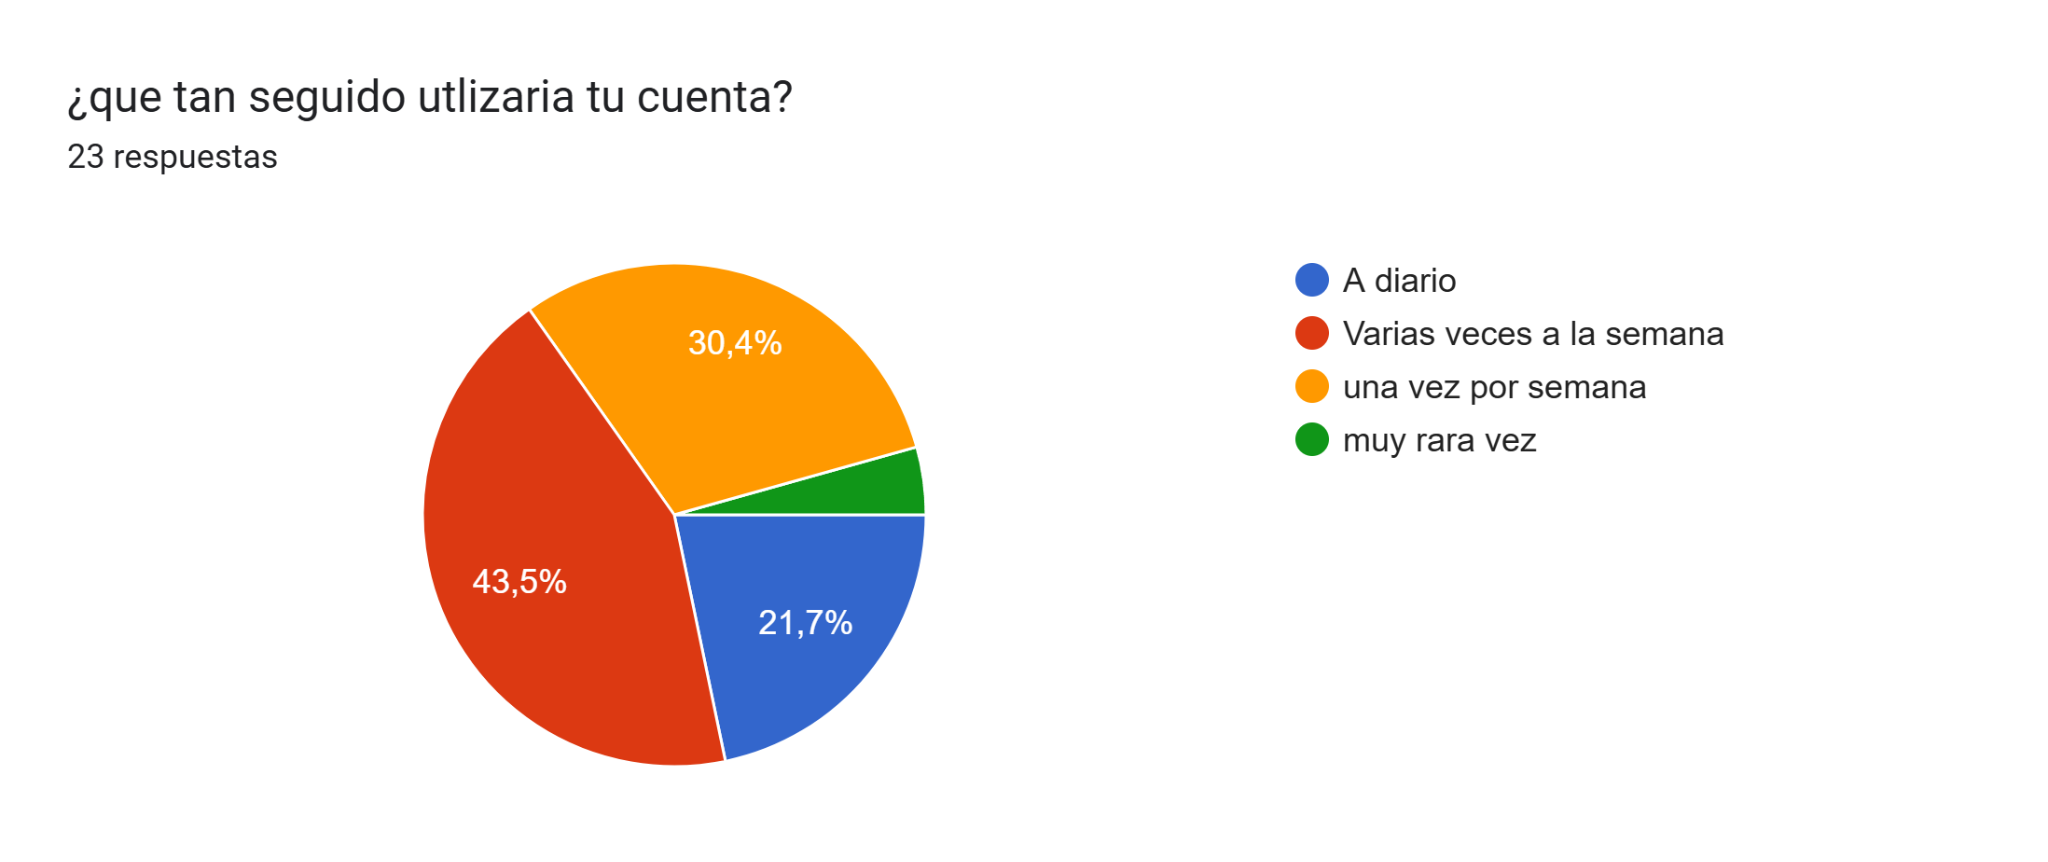 ¿que tan seguido utlizaria tu cuenta?
23 respuestas
30,4%
43,5%
21,7%
A diario
Varias veces a la semana
una vez por semana
muy rara vez